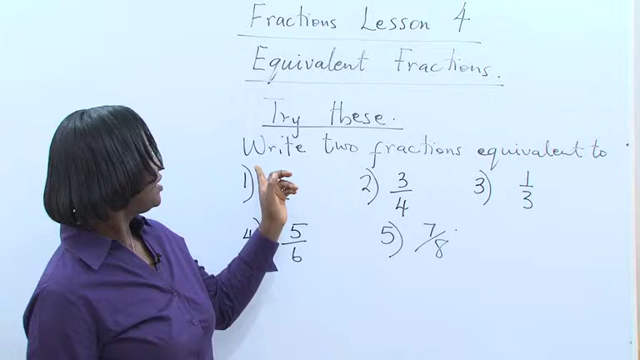 Fractions Lesson 4
Equivalent Fractions.
Try these.
Write two fractions equivalent to
1) 2) 3/4 3) 1/3
4) 5/6 5) 7/8